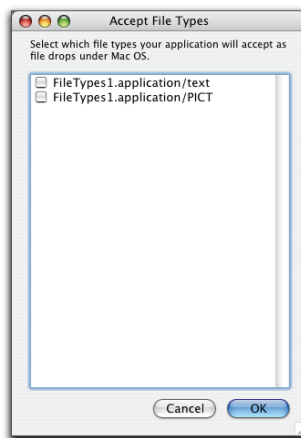 Accept File Types
Select which file types your application will accept as
file drops under Mac OS.
FileTypes1.application/text
FileTypes1.application/PICT
Cancel
OK